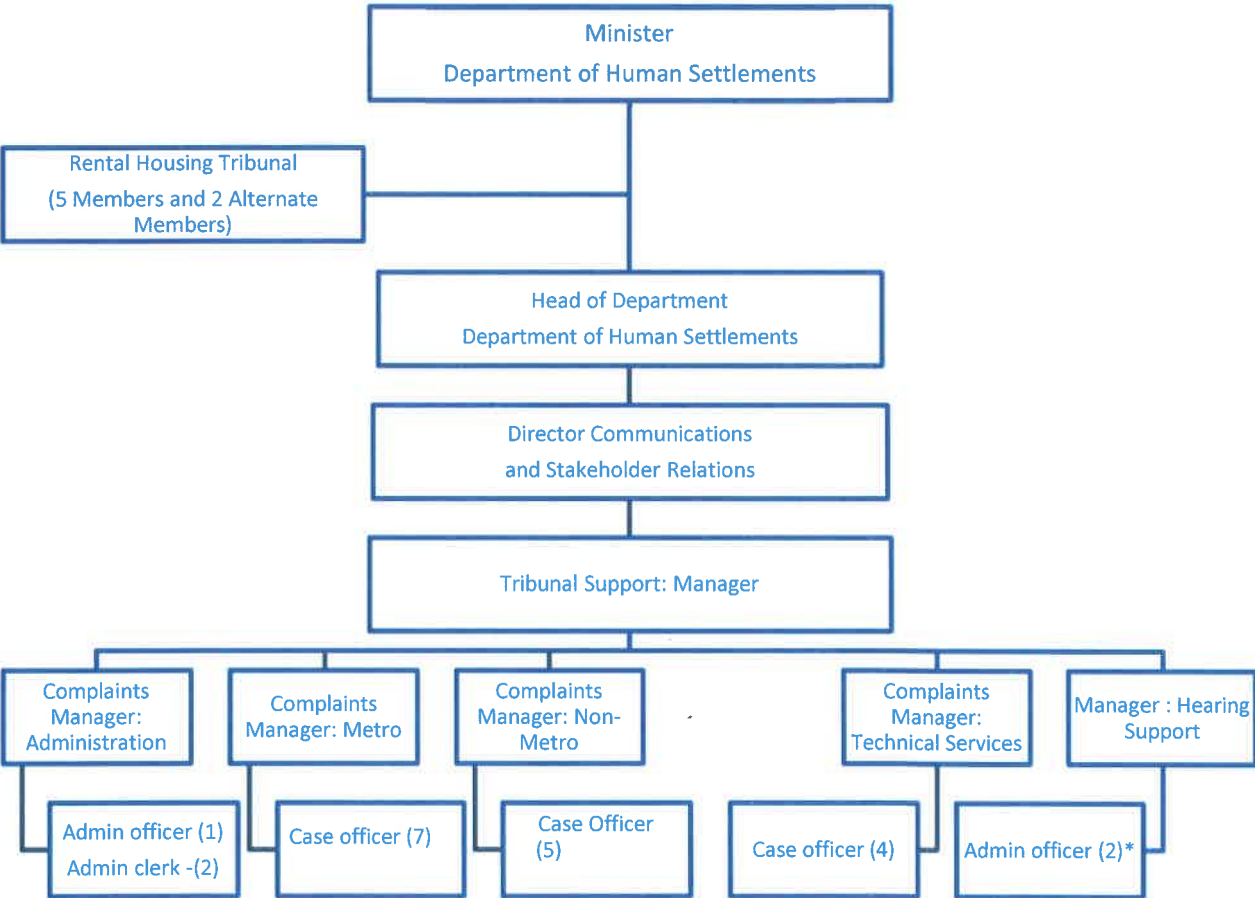 Minister
Department of Human Settlements
Rental Housing Tribunal
(5 Members and 2 Alternate
Members)
Head of Department
Department of Human Settlements
Director Communications
and Stakeholder Relations
Tribunal Support: Manager
Complaints
Manager:
Administration
Complaints
Manager: Metro
Complaints
Manager: Non-
Metro
Complaints
Manager:
Technical Services
Manager : Hearing
Support
Admin officer (1)
Admin clerk -(2)
Case officer (7)
Case Officer
(5)
Case officer (4)
Admin officer (2)*